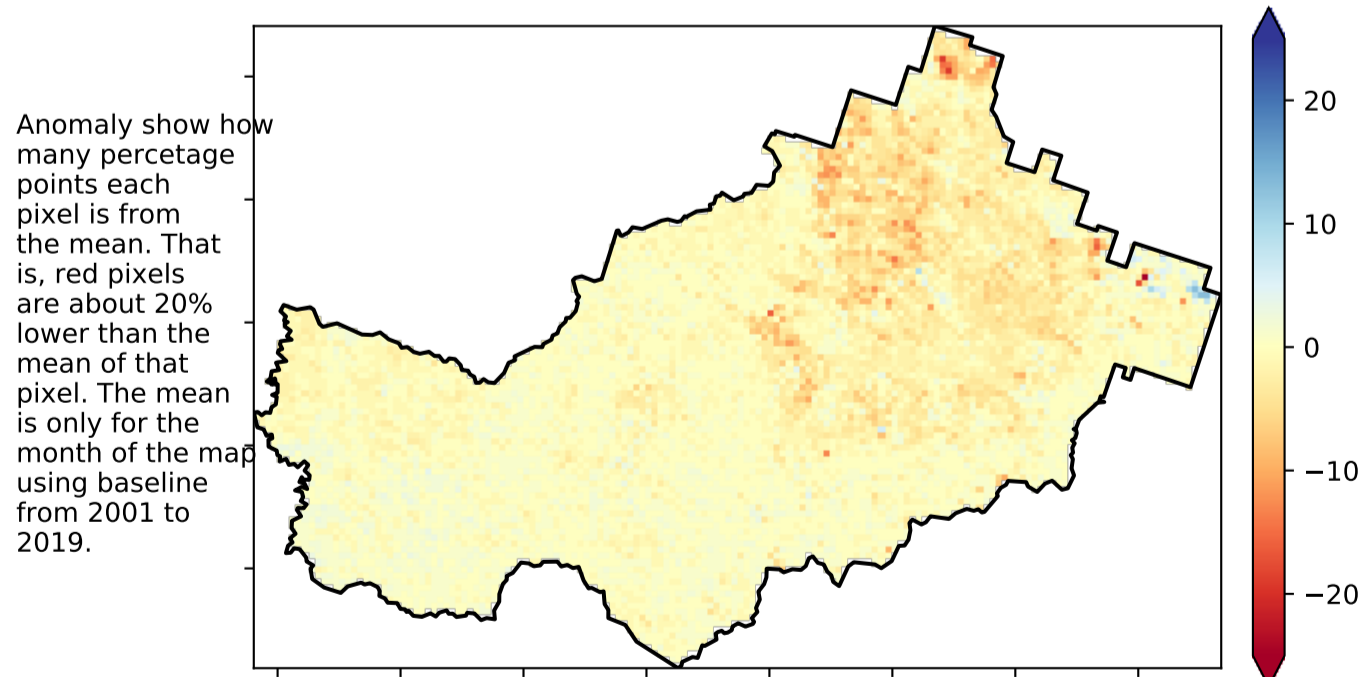 Anomaly show how
many percetage
points each
pixel is from
the mean. That
is, red pixels
are about 20%
lower than the
mean of that
pixel. The mean
is only for the
month of the map
using baseline
from 2001 to
2019.
20
10
0
−10
−20